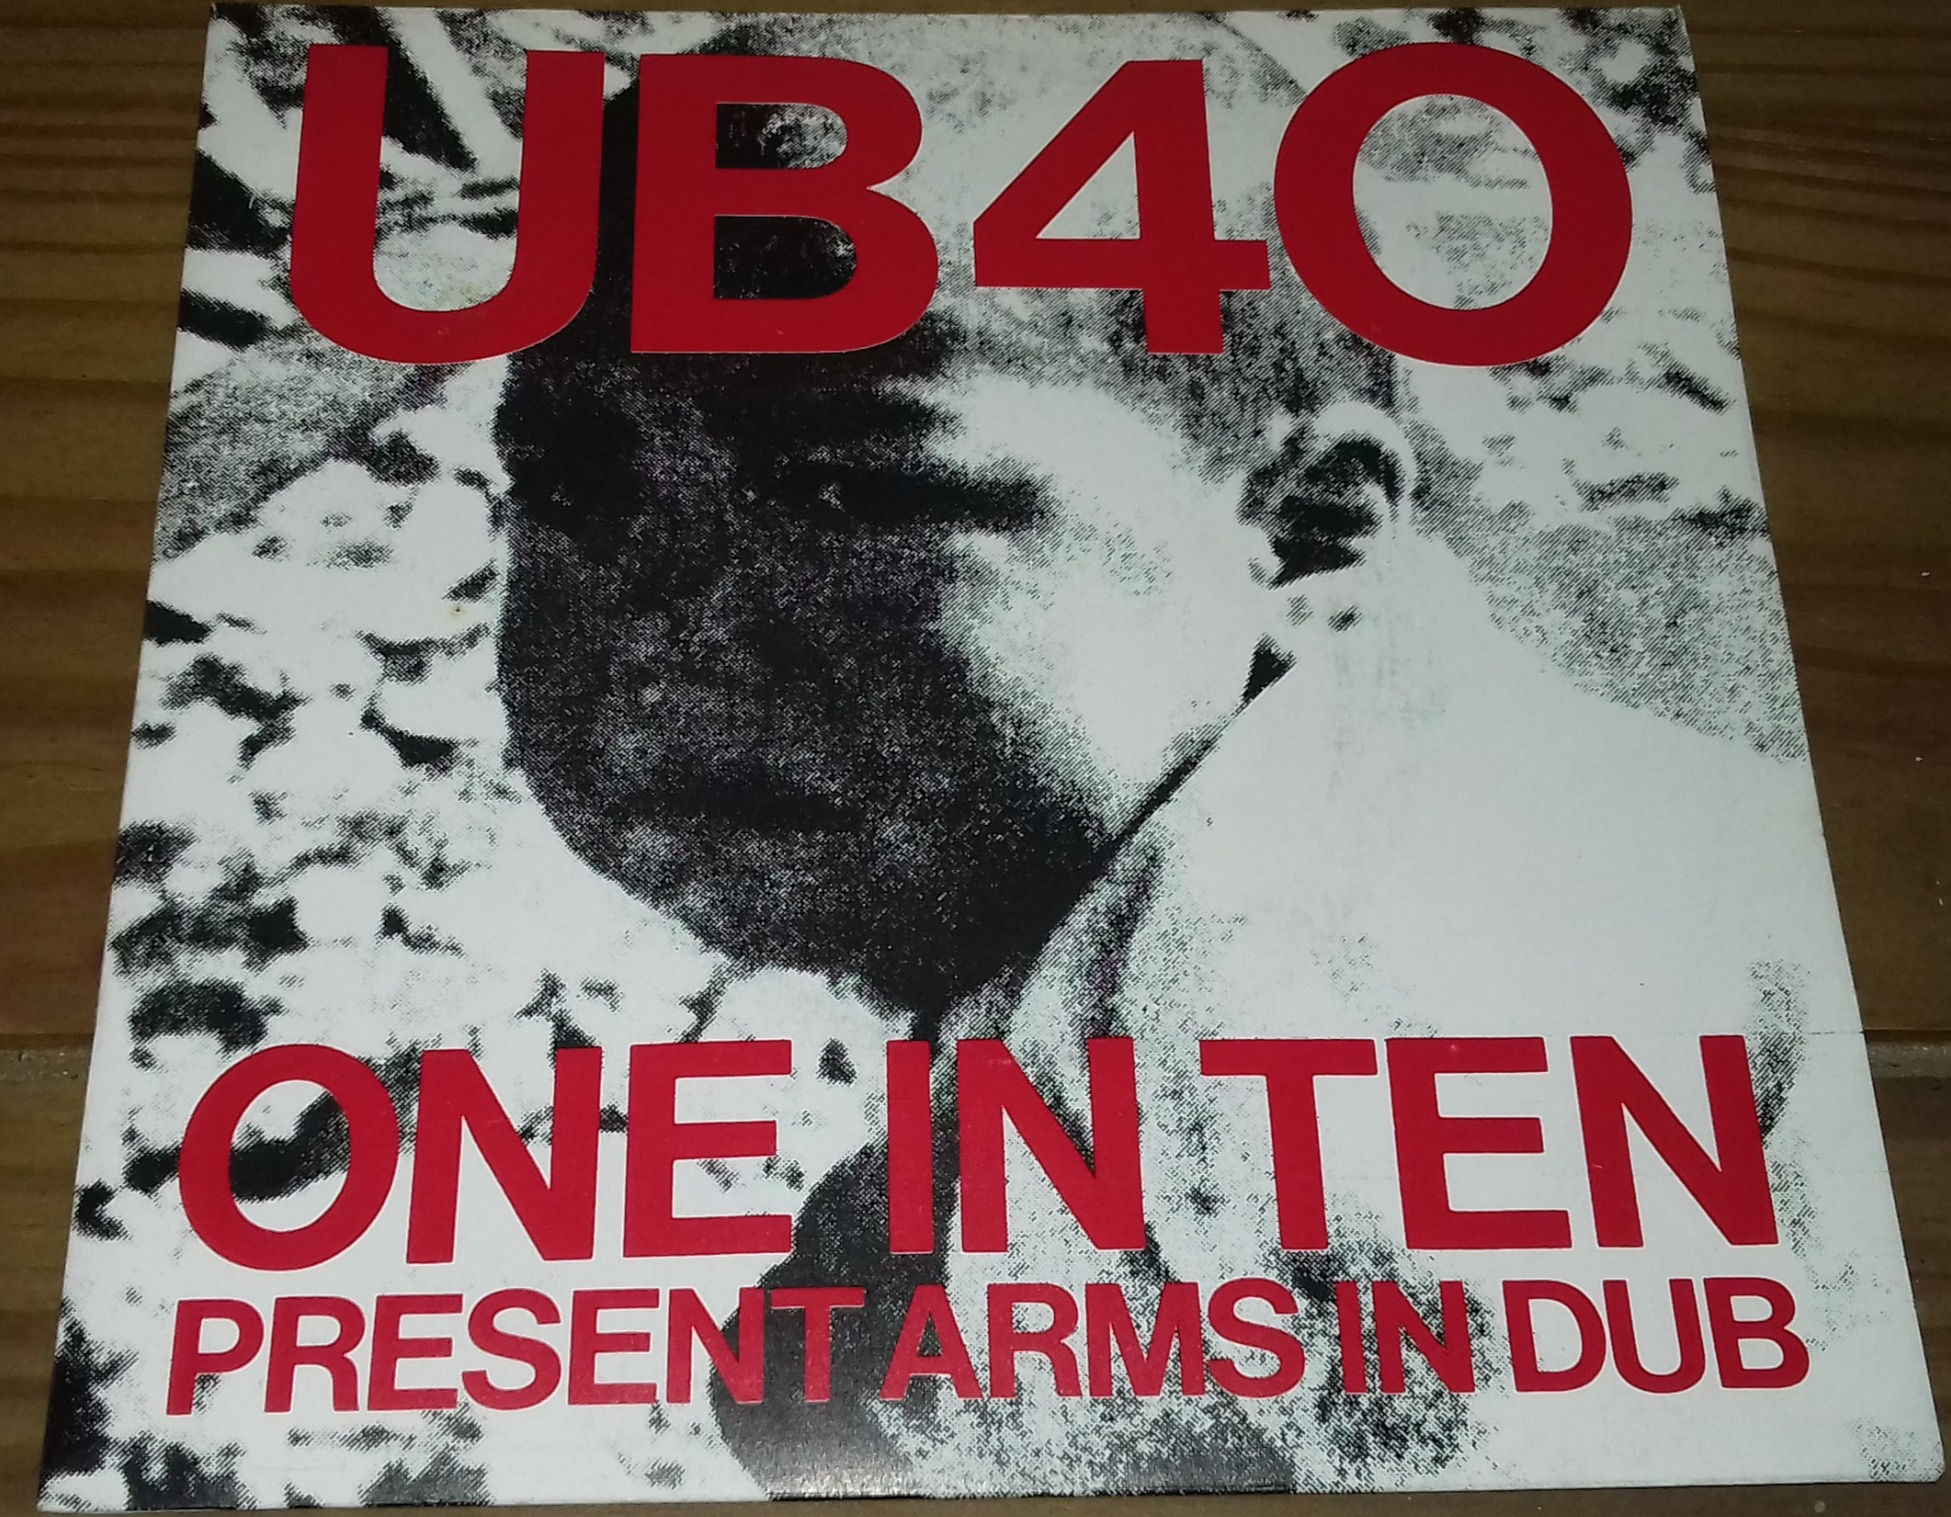 UB40
ONE IN TEN
PRESENT ARMS IN DUB